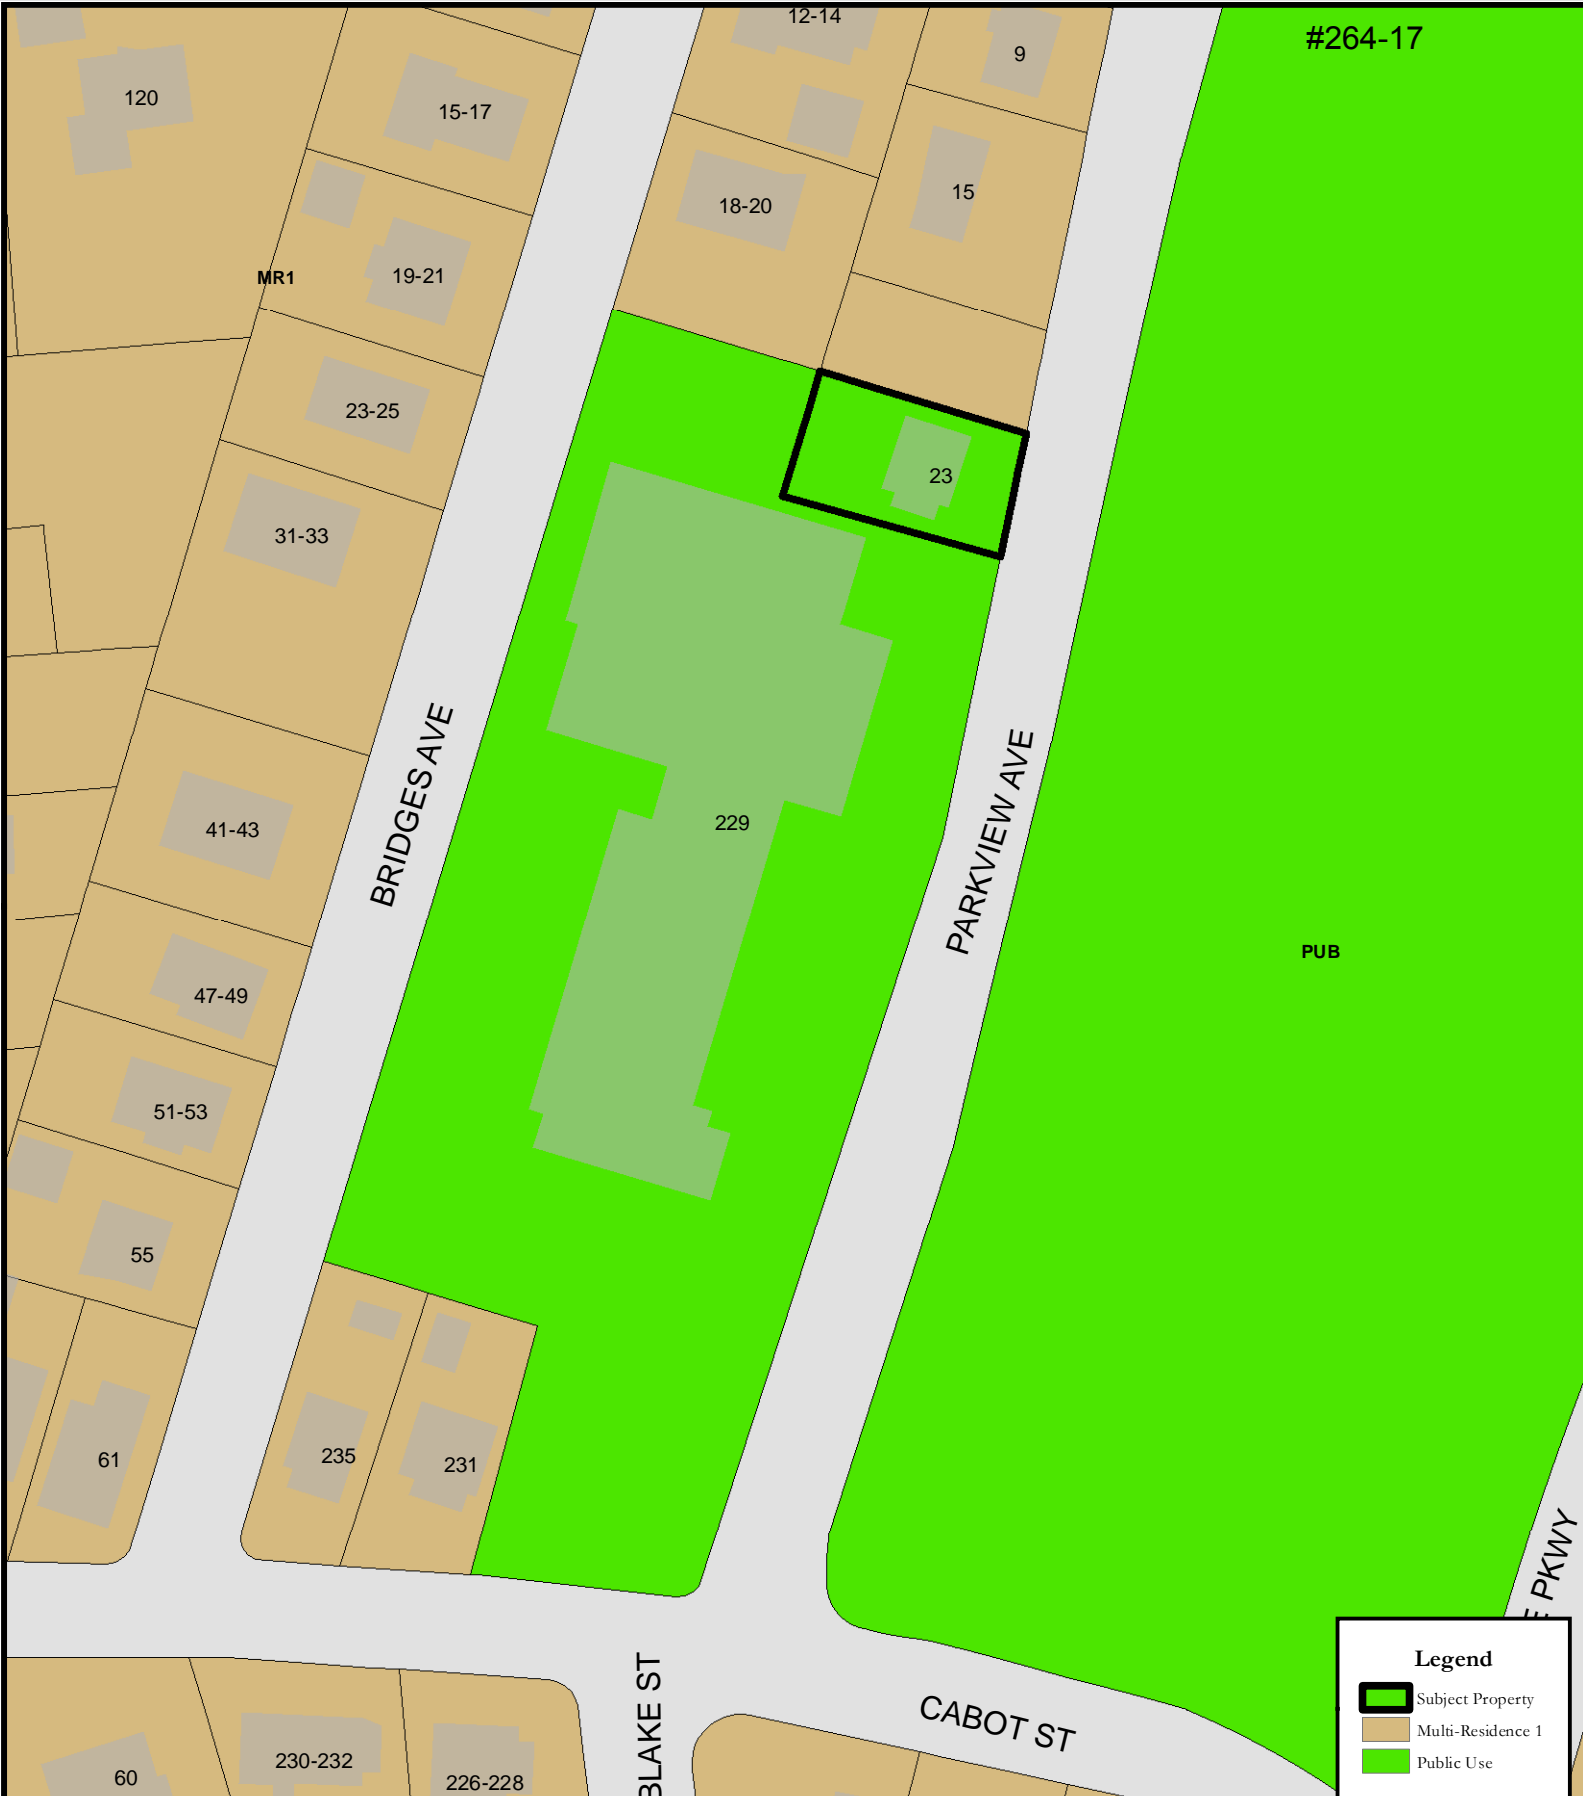 12-14
#264-17
9
120
15-17
15
18-20
19-21
MR1
23-25
23
31-33
BRIDGES AVE
PARKVIEW AVE
229
41-43
PUB
47-49
51-53
55
235
231
61
PKWY
BLAKE ST
CABOT ST
230-232
60
226-228
Legend
Subject Property
Multi-Residence 1
Public Use